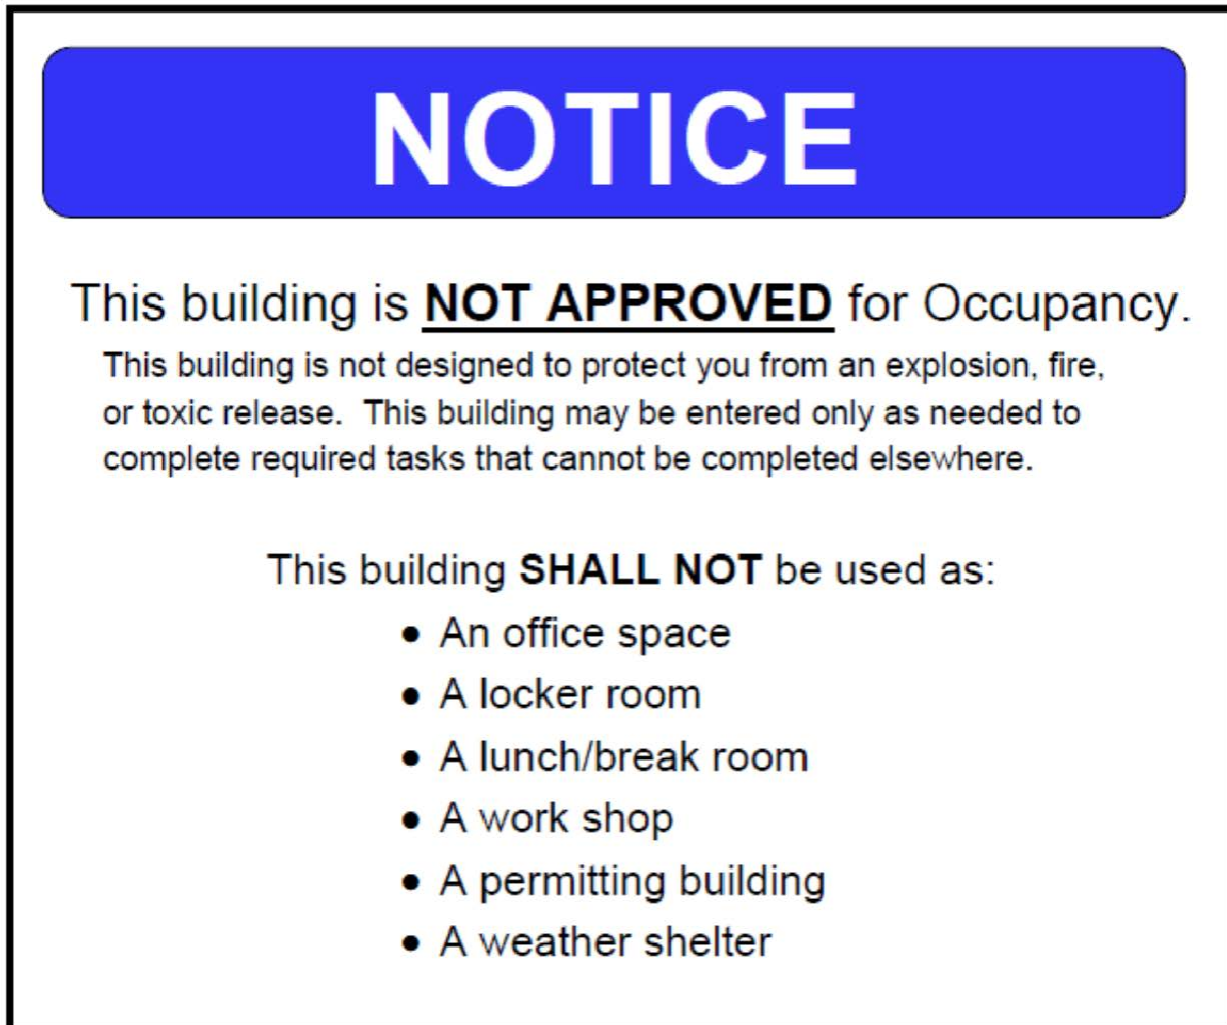 NOTICE
This building is NOT APPROVED for Occupancy.
This building is not designed to protect you from an explosion, fire,
or toxic release. This building may be entered only as needed to
complete required tasks that cannot be completed elsewhere.
This building SHALL NOT be used as:
• An office space
• A locker room
• A lunch/break room
• A work shop
• A permitting building
• A weather shelter